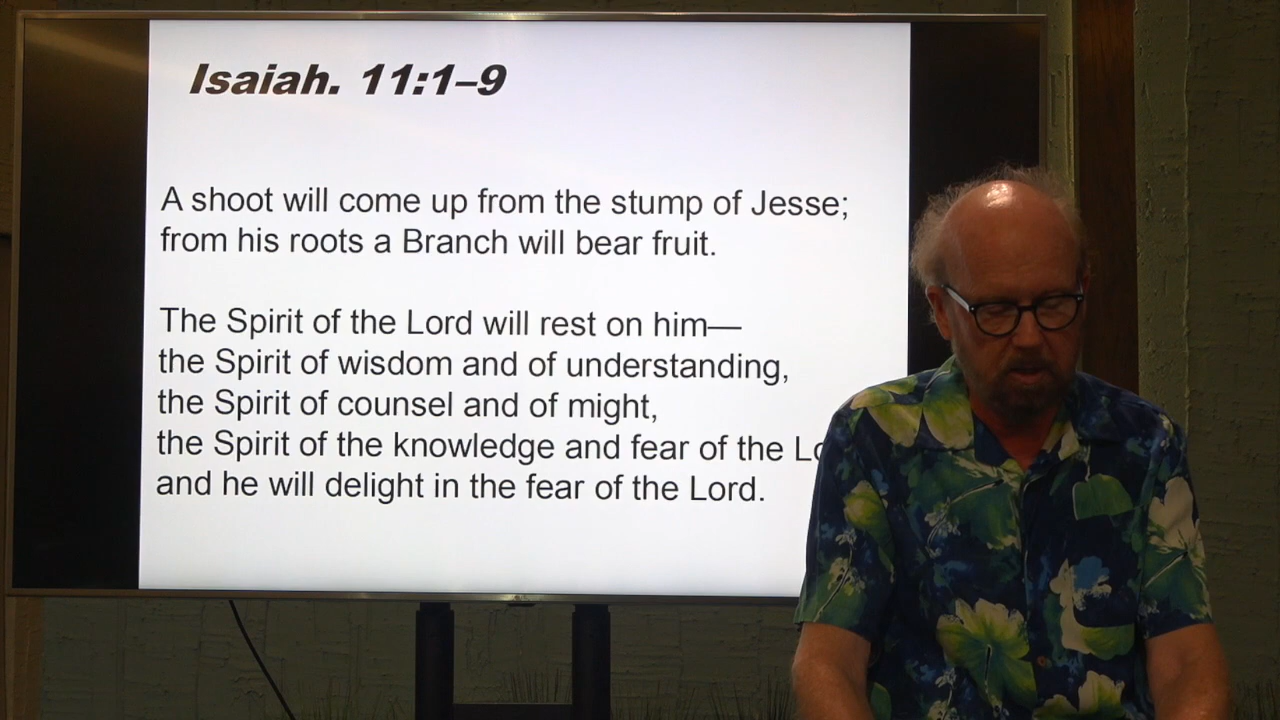 Isaiah. 11:1–9
A shoot will come up from the stump of Jesse;
from his roots a Branch will bear fruit.
The Spirit of the Lord will rest on him—
the Spirit of wisdom and of understanding,
the Spirit of counsel and of might,
the Spirit of the knowledge and fear of the
and he will delight in the fear of the Lord.